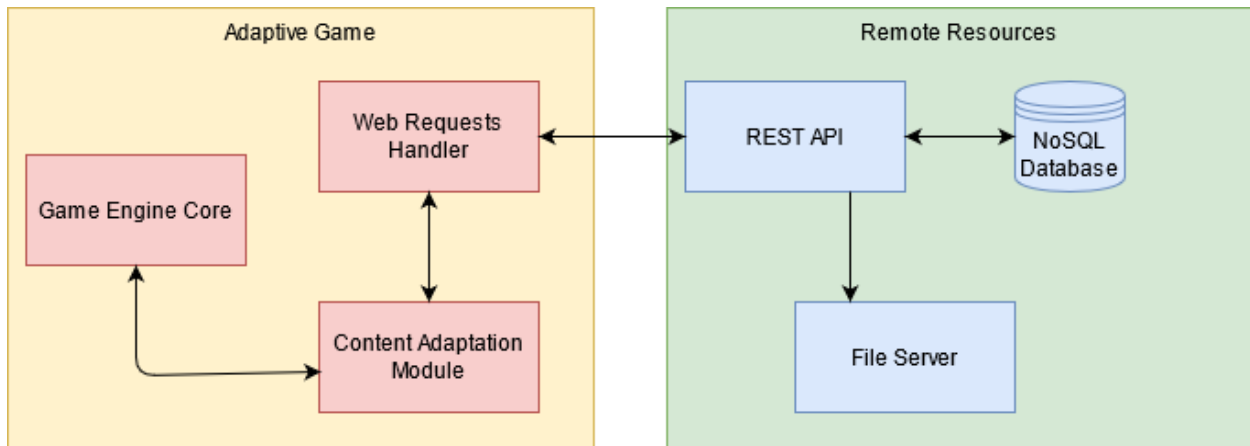 Adaptive Game
Remote Resources
Web Requests
Handler
REST API
NoSQL
Database
Game Engine Core
Content Adaptation
Module
File Server